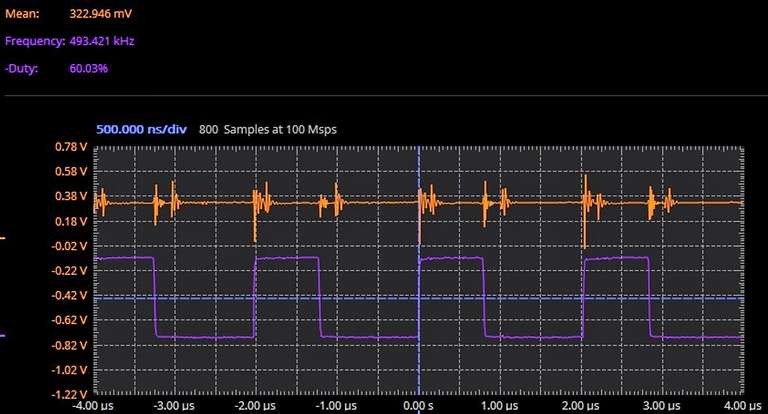 Mean: 322.946 mV
Frequency: 493.421 kHz
-Duty: 60.03%
500.000 ns/div 800 Samples at 100 Msps
0.78 V
0.58 V
0.38 V
0.18 V
-0.02 V
-0.22 V
-0.42 V
-0.62 V
-0.82 V
-1.02 V
-1.22 V
-4.00 µs -3.00 µs -2.00 µs -1.00 µs 0.00 s 1.00 µs 2.00 µs 3.00 µs 4.00 µs